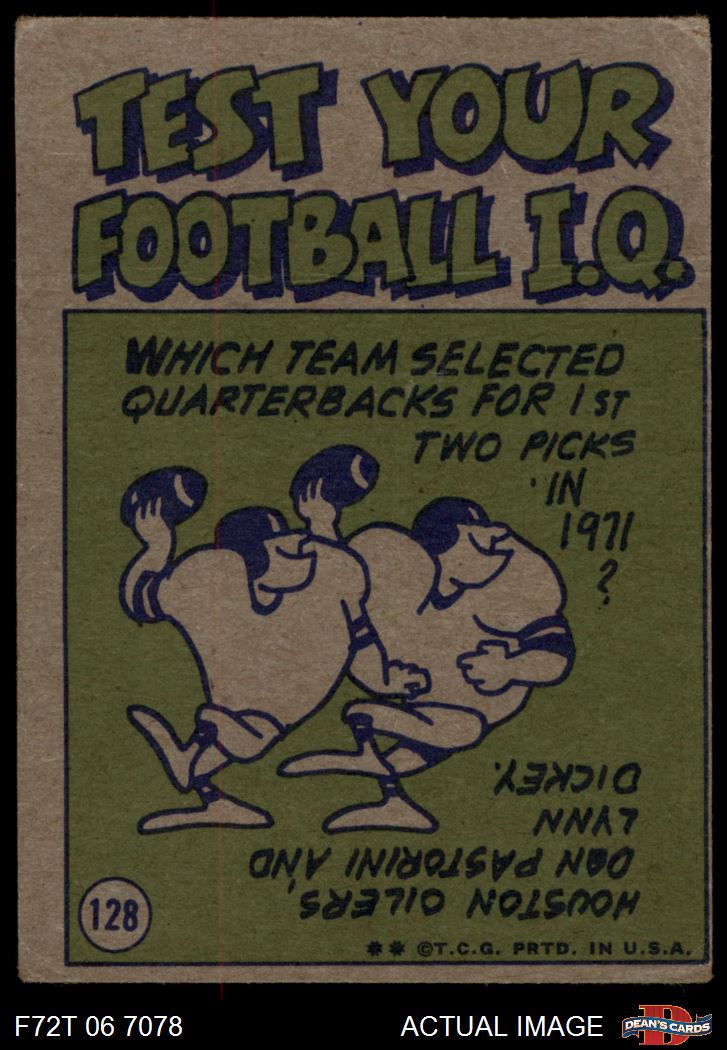 TEST YOUR
FOOTBALL I.Q.
WHICH TEAM SELECTED
QUARTERBACKS FOR 1ST
TWO PICKS
IN
1971
?
HOUSTON OILERS,
DAN PASTORINI AND
LYNN
DICKEY.
128
** ©T.C.G. PRTD. IN U.S.A.
F72T 06 7078
ACTUAL IMAGE
D
DEAN'S CARDS